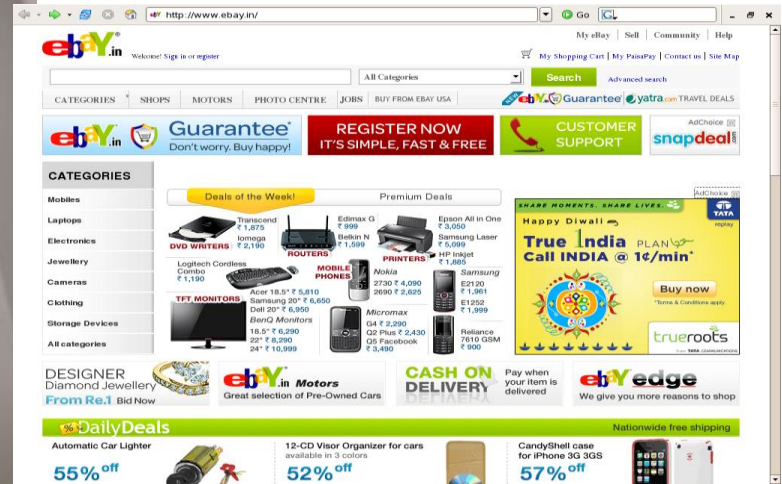 http://www.ebay.in/
Go
ebay.in
Welcome! Sign in or register
My eBay | Sell | Community | Help
My Shopping Cart | My PaisaPay | Contact us | Site Map
All Categories
Search
Advanced search
CATEGORIES SHOPS MOTORS PHOTO CENTRE JOBS BUY FROM EBAY USA
NEW ebay Guarantee yatra.com TRAVEL DEALS
ebay.in Guarantee*
Don't worry. Buy happy!
REGISTER NOW
IT'S SIMPLE, FAST & FREE
CUSTOMER
SUPPORT
AdChoice
snapdeal
CATEGORIES
Mobiles
Laptops
Electronics
Jewellery
Cameras
Clothing
Storage Devices
All categories
Deals of the Week!
Premium Deals
Transcend
₹ 1,875
Iomega
₹ 2,190
DVD WRITERS
Edimax G
₹ 999
Belkin N
₹ 1,599
ROUTERS
Epson All in One
₹ 3,050
Samsung Laser
₹ 5,099
HP Inkjet
₹ 1,885
PRINTERS
Logitech Cordless
Combo
₹ 1,190
MOBILE
PHONES
Nokia
2730 ₹ 4,090
2690 ₹ 2,625
Samsung
E2120
₹ 1,961
E1252
₹ 1,999
TFT MONITORS
Acer 18.5" ₹ 5,810
Samsung 20" ₹ 6,650
Dell 20" ₹ 6,950
BenQ Monitors
18.5" ₹ 6,290
22" ₹ 8,290
24" ₹ 10,999
Micromax
G4 ₹ 2,290
Q2 Plus ₹ 2,430
Q5 Facebook
₹ 3,490
Reliance
7610 GSM
₹ 900
AdChoice
SHARE MOMENTS. SHARE LIVES.
TATA
replay
Happy Diwali
True 1ndia PLAN
Call INDIA @ 1¢/min*
Buy now
*Terms & Conditions apply.
trueroots
from TATA COMMUNICATIONS
DESIGNER
Diamond Jewellery
From Re.1 Bid Now
ebay.in Motors
Great selection of Pre-Owned Cars
CASH ON
DELIVERY
Pay when
your item is
delivered
ebay edge
We give you more reasons to shop
% DailyDeals
Nationwide free shipping
Automatic Car Lighter
55% off
12-CD Visor Organizer for cars
available in 3 colors
52% off
CandyShell case
for iPhone 3G 3GS
57% off